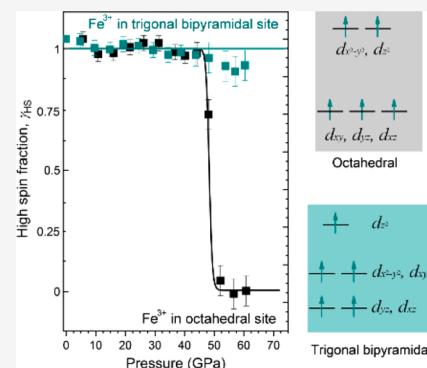 Fe³⁺ in trigonal bipyramidal site
1
0.75
0.5
0.25
0
High spin fraction, γHS
Fe³⁺ in octahedral site
0 10 20 30 40 50 60 70
Pressure (GPa)
dx²-y², dz²
dxy, dyz, dxz
Octahedral
dz²
dx²-y², dxy
dyz, dxz
Trigonal bipyramidal